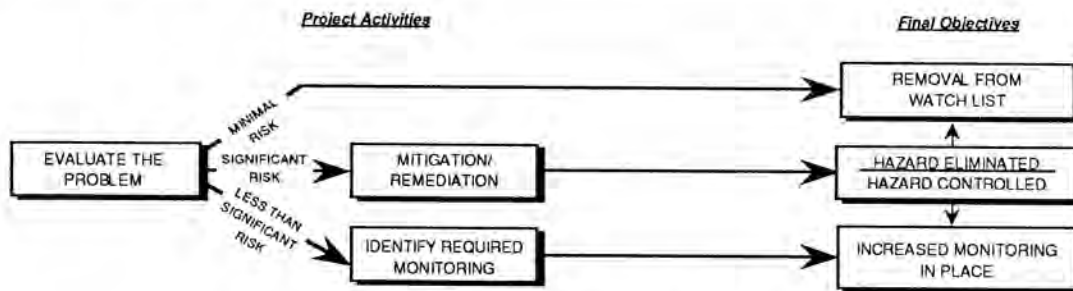 Project Activities
Final Objectives
MINIMAL
RISK
REMOVAL FROM
WATCH LIST
EVALUATE THE
PROBLEM
SIGNIFICANT
RISK
MITIGATION/
REMEDIATION
HAZARD ELIMINATED
HAZARD CONTROLLED
LESS THAN
SIGNIFICANT
RISK
IDENTIFY REQUIRED
MONITORING
INCREASED MONITORING
IN PLACE